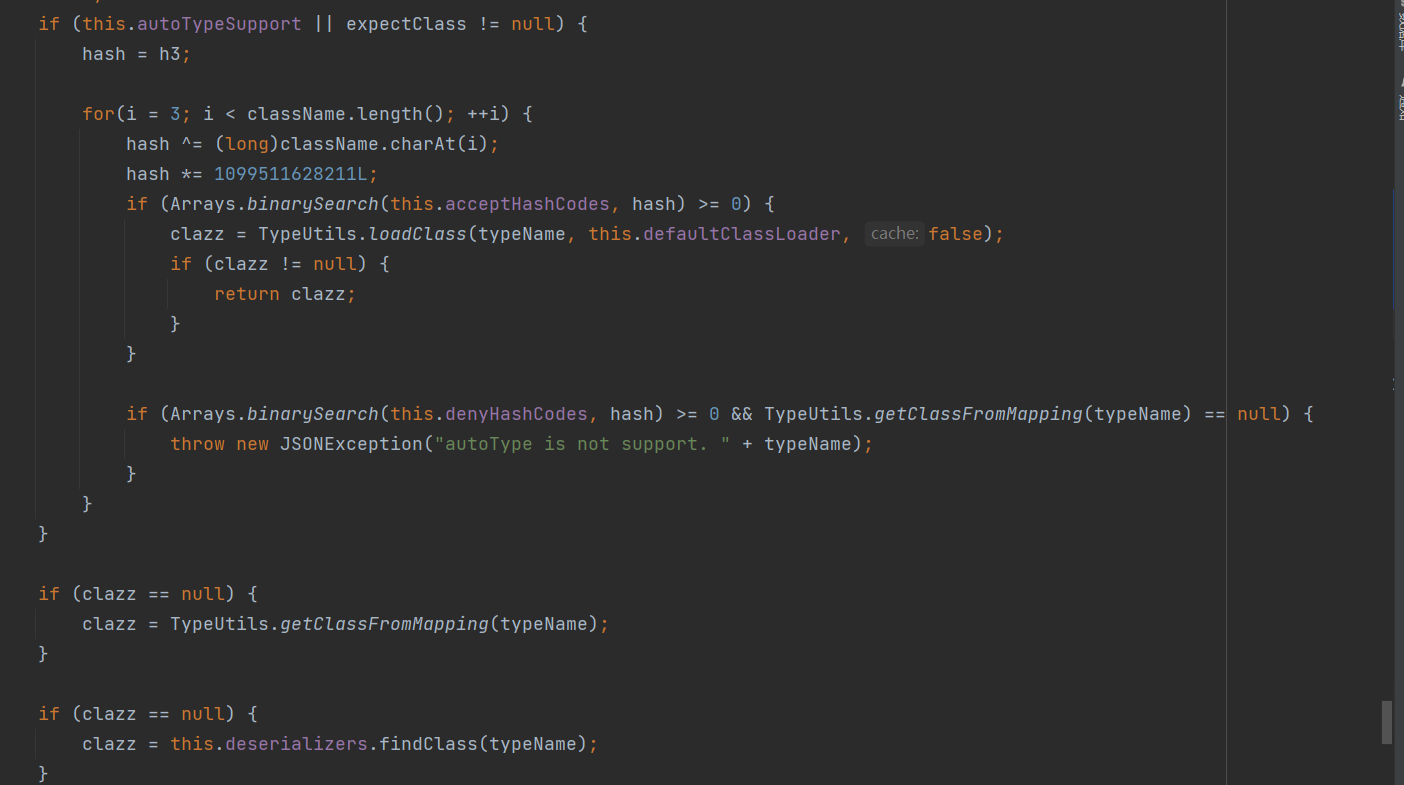 if (this.autoTypeSupport || expectClass != null) {
    hash = h3;
    for(i = 3; i < className.length(); ++i) {
        hash ^= (long)className.charAt(i);
        hash *= 1099511628211L;
        if (Arrays.binarySearch(this.acceptHashCodes, hash) >= 0) {
            clazz = TypeUtils.loadClass(typeName, this.defaultClassLoader, cache: false);
            if (clazz != null) {
                return clazz;
            }
        }
        if (Arrays.binarySearch(this.denyHashCodes, hash) >= 0 && TypeUtils.getClassFromMapping(typeName) == null) {
            throw new JSONException("autoType is not support. " + typeName);
        }
    }
}
if (clazz == null) {
    clazz = TypeUtils.getClassFromMapping(typeName);
}
if (clazz == null) {
    clazz = this.deserializers.findClass(typeName);
}